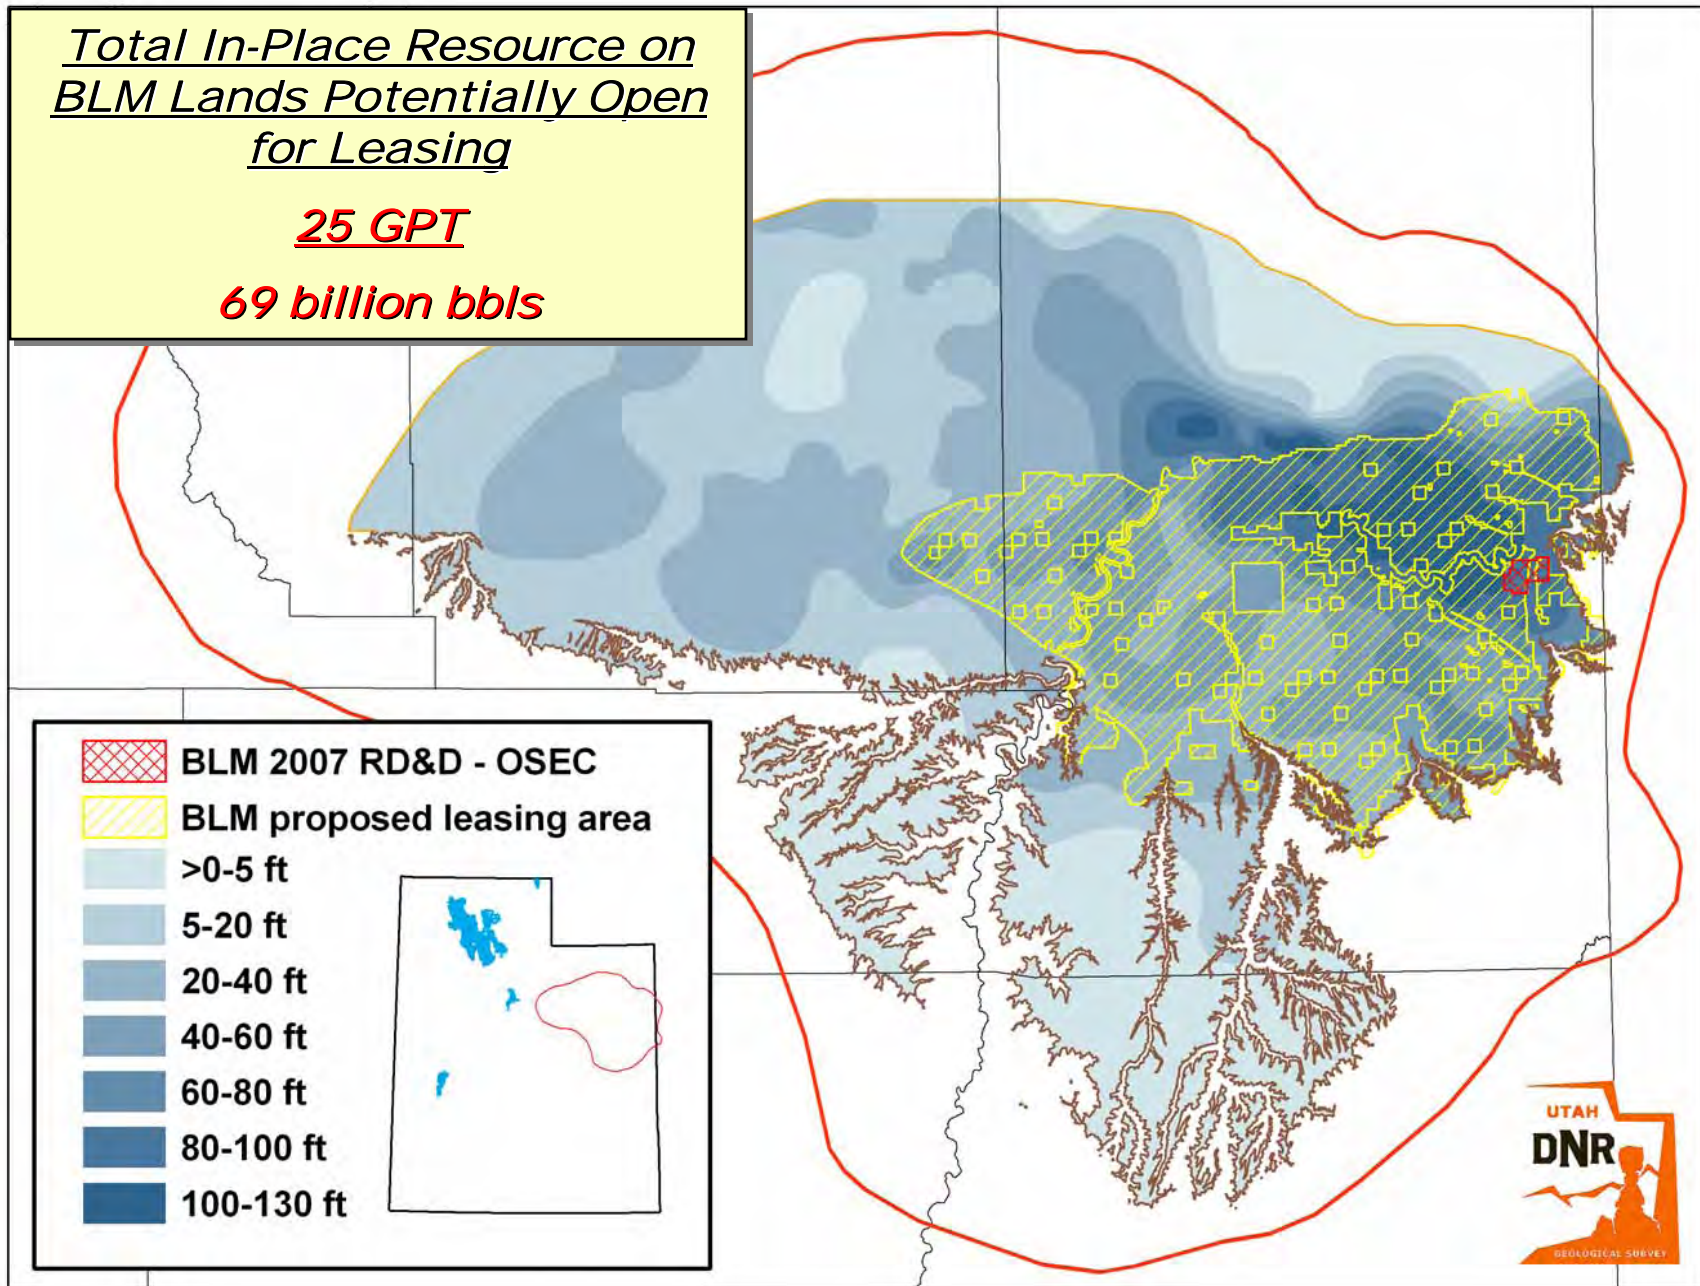 Total In-Place Resource on
BLM Lands Potentially Open
for Leasing
25 GPT
69 billion bbls
BLM 2007 RD&D - OSEC
BLM proposed leasing area
>0-5 ft
5-20 ft
20-40 ft
40-60 ft
60-80 ft
80-100 ft
100-130 ft
UTAH
DNR
GEOLOGICAL SURVEY